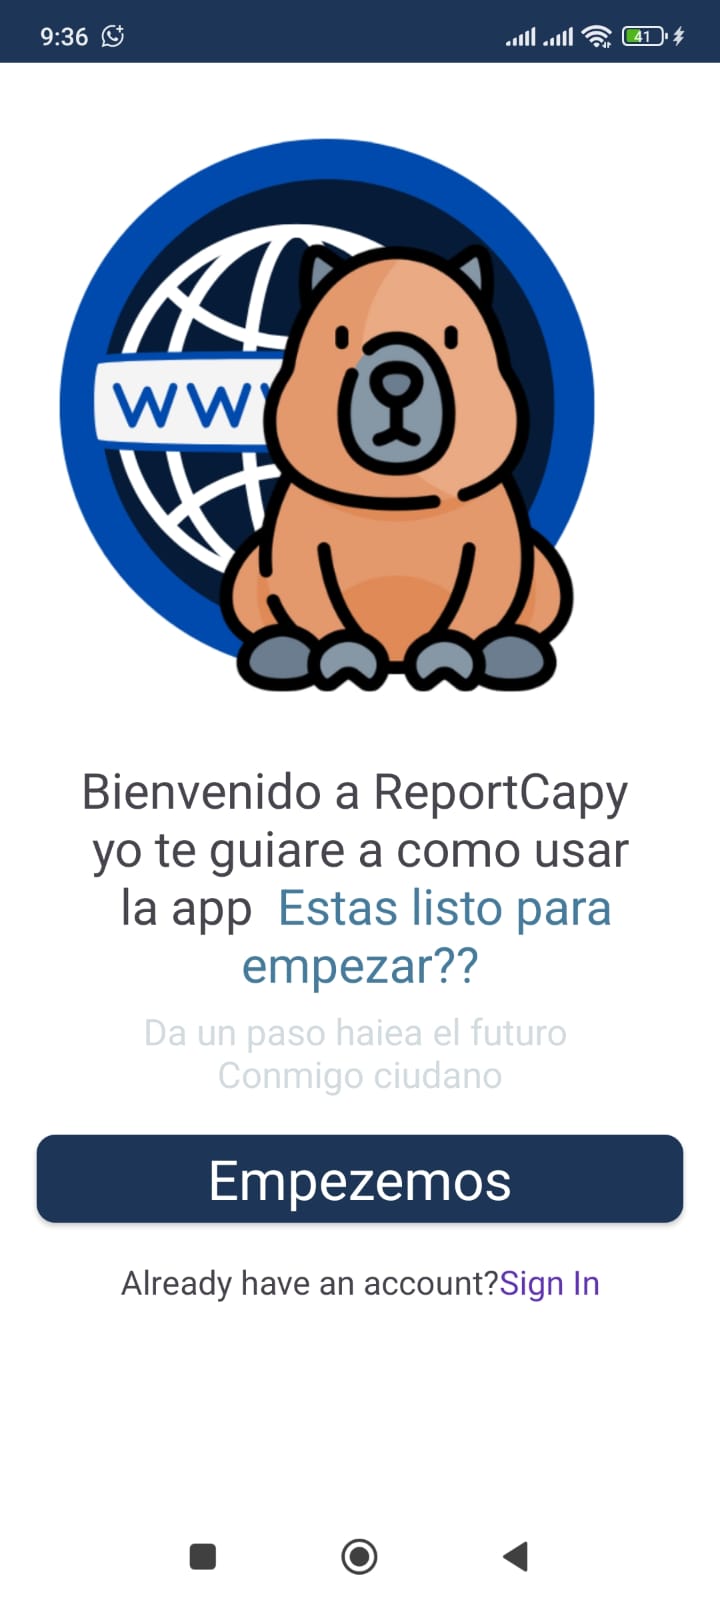 9:36
41
WW
Bienvenido a ReportCapy
yo te guiare a como usar
la app Estas listo para
empezar??
Da un paso haiea el futuro
Conmigo ciudano
Empezemos
Already have an account?Sign In